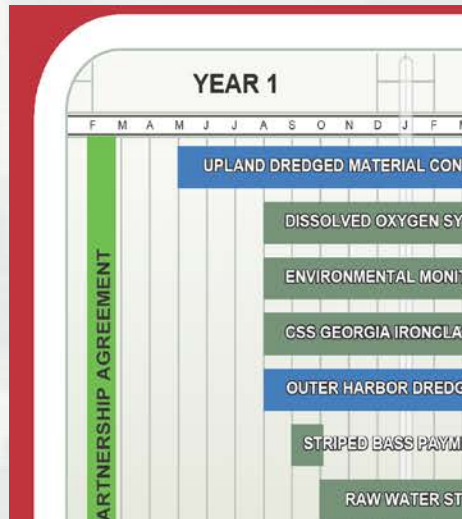 YEAR 1
F M A M J J A S O N D J F
UPLAND DREDGED MATERIAL CON
DISSOLVED OXYGEN SY
ENVIRONMENTAL MONI
CSS GEORGIA IRONCLA
OUTER HARBOR DREDG
STRIPED BASS PAYM
RAW WATER ST
ARTNERSHIP AGREEMENT